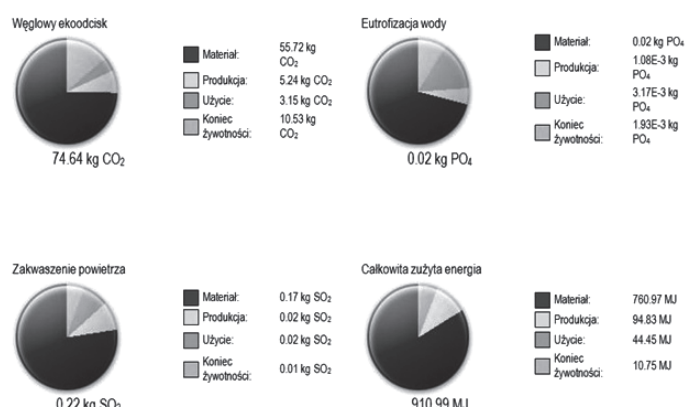 Węglowy ekoodcisk
Materiał: 55.72 kg
CO₂
Produkcja: 5.24 kg CO₂
Użycie: 3.15 kg CO₂
Koniec
żywotności: 10.53 kg
CO₂
74.64 kg CO₂
Eutrofizacja wody
Materiał: 0.02 kg PO₄
Produkcja: 1.08E-3 kg
PO₄
Użycie: 3.17E-3 kg
PO₄
Koniec
żywotności: 1.93E-3 kg
PO₄
0.02 kg PO₄
Zakwaszenie powietrza
Materiał: 0.17 kg SO₂
Produkcja: 0.02 kg SO₂
Użycie: 0.02 kg SO₂
Koniec
żywotności: 0.01 kg SO₂
0.22 kg SO₂
Całkowita zużyta energia
Materiał: 760.97 MJ
Produkcja: 94.83 MJ
Użycie: 44.45 MJ
Koniec
żywotności: 10.75 MJ
910.99 MJ